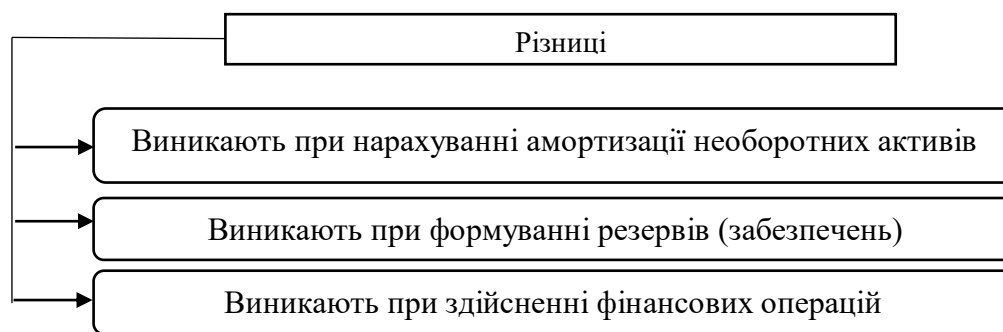 Різниці
Виникають при нарахуванні амортизації необоротних активів
Виникають при формуванні резервів (забезпечень)
Виникають при здійсненні фінансових операцій